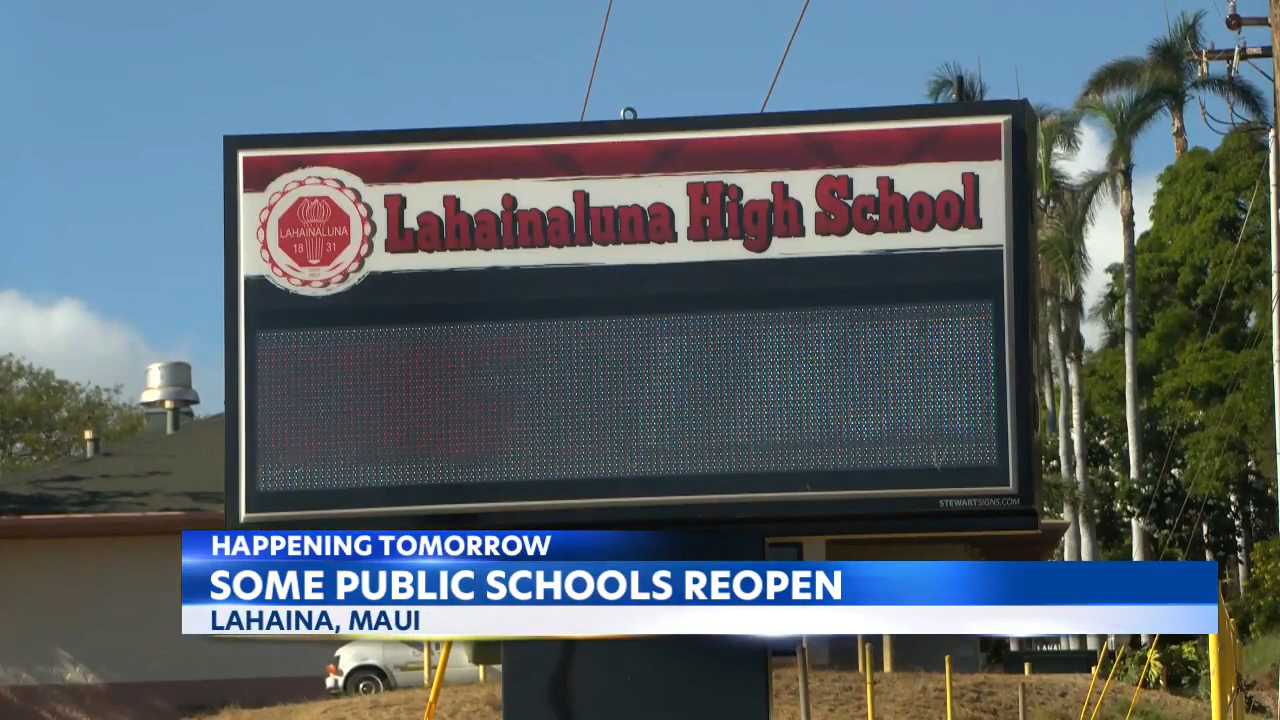 Lahainaluna High School
LAHAINALUNA
18 31
STEWARTSIGNS.COM
HAPPENING TOMORROW
SOME PUBLIC SCHOOLS REOPEN
LAHAINA, MAUI